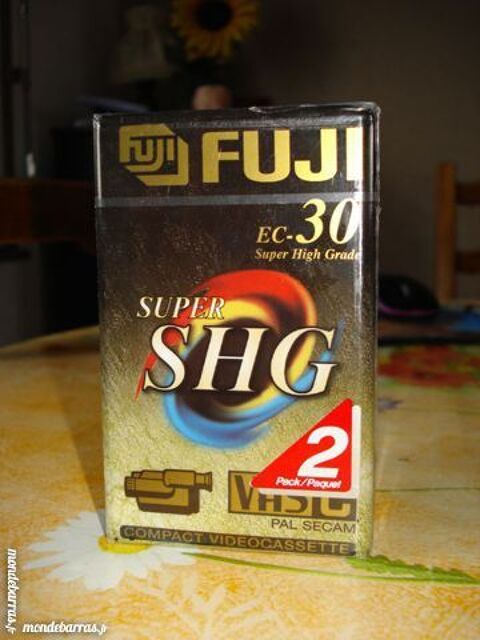 FUJI FUJI
EC-30
Super High Grade
SUPER
SHG
2
Pack/Paquet
VHS C
PAL SECAM
COMPACT VIDEOCASSETTE
mondebarras.fr
mondebarras.fr